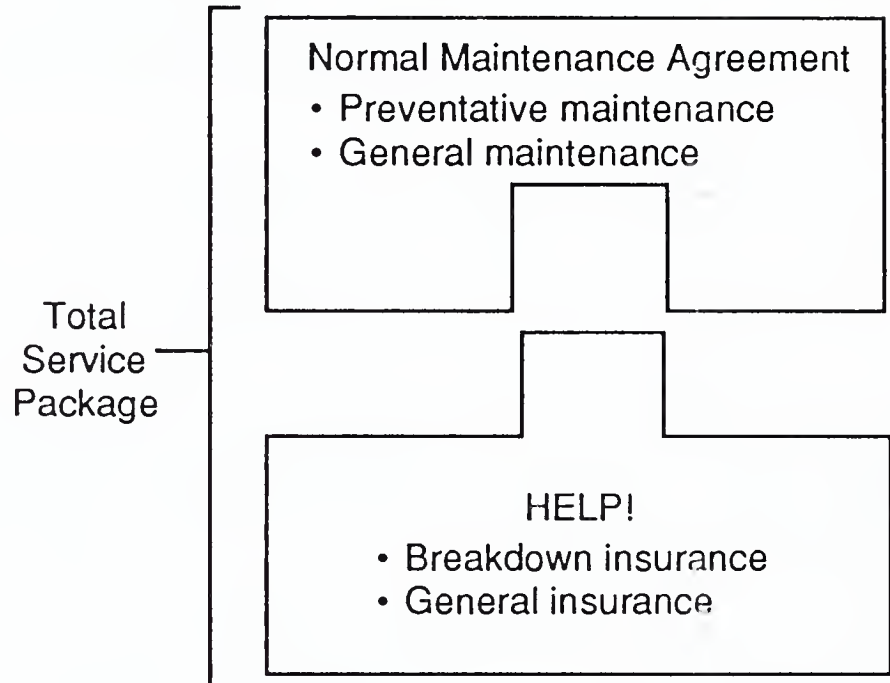 Normal Maintenance Agreement
• Preventative maintenance
• General maintenance
Total
Service
Package
HELP!
• Breakdown insurance
• General insurance